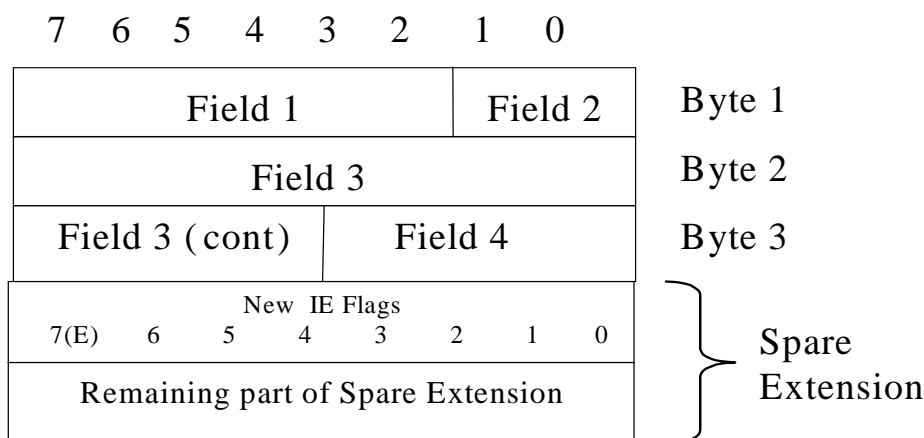 7 6 5 4 3 2 1 0
Field 1 Field 2 Byte 1
Field 3 Byte 2
Field 3 (cont) Field 4 Byte 3
New IE Flags
7(E) 6 5 4 3 2 1 0
Spare
Remaining part of Spare Extension
Extension